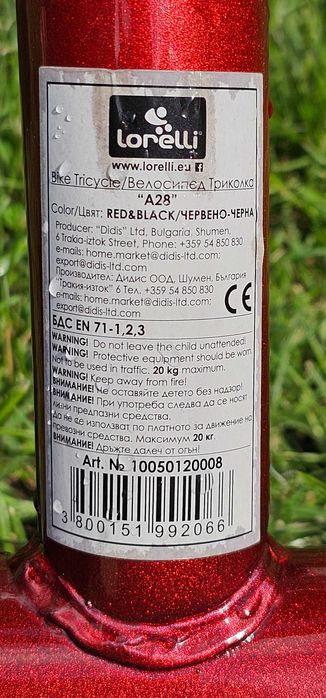 lorelli
www.lorelli.eu f
Bike Tricycle/Велосипед Триколка
"A28"
Color/Цвят: RED&BLACK/ЧЕРВЕНО-ЧЕРНА
Producer: "Didis" Ltd, Bulgaria, Shumen,
6 Trakia-iztok Street, Phone: +359 54 850 830
e-mails: home.market@didis-ltd.com;
export@didis-ltd.com
Производител: Дидис ООД, Шумен, България
"Тракия-изток" 6 Тел. +359 54 850 830
e-mails: home.market@didis-ltd.com;
export@didis-ltd.com
CE
БДС EN 71-1,2,3
WARNING! Do not leave the child unattended!
WARNING! Protective equipment should be worn.
Not to be used in traffic. 20 kg maximum.
WARNING! Keep away from fire!
ВНИМАНИЕ! Не оставяйте детето без надзор!
ВНИМАНИЕ! При употреба следва да се носят
лични предпазни средства.
Да не се използват по платното за движение на
превозни средства. Максимум 20 кг.
ВНИМАНИЕ! Дръжте далеч от огън!
Art. № 10050120008
3 800151 992066